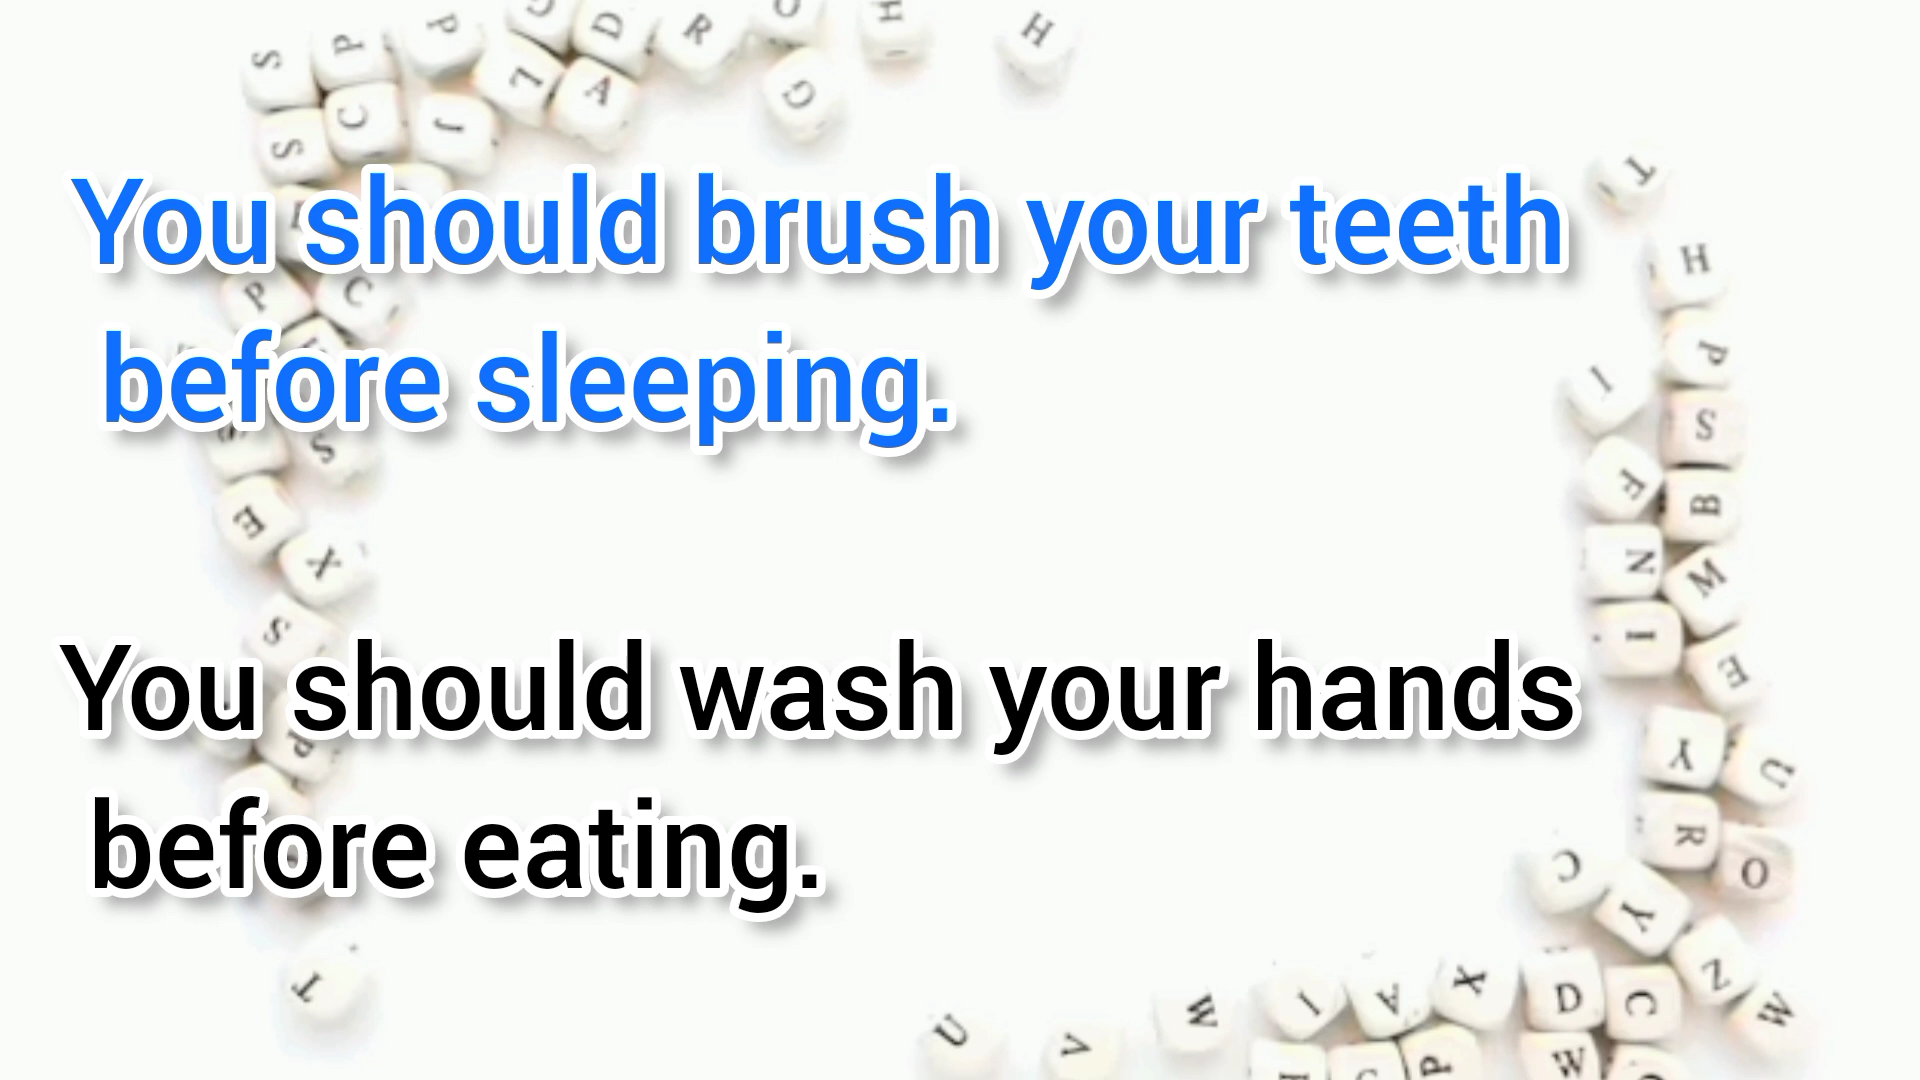 You should brush your teeth
before sleeping.
You should wash your hands
before eating.